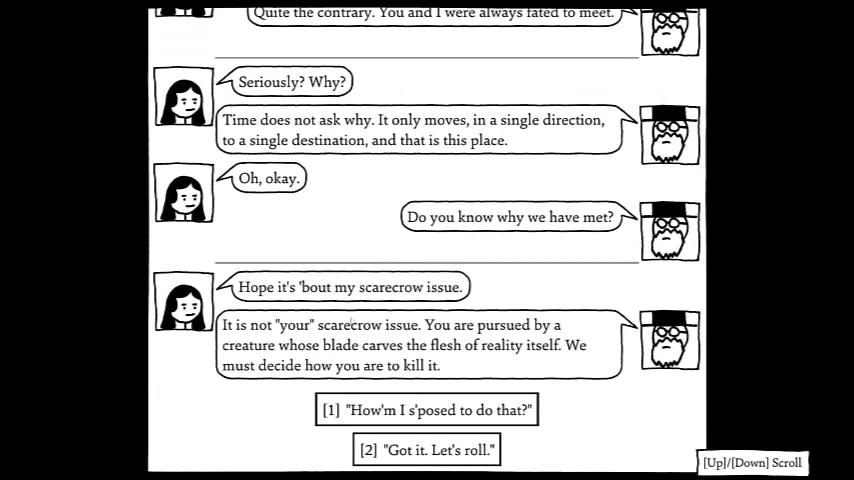 Quite the contrary. You and I were always fated to meet.
Seriously? Why?
Time does not ask why. It only moves, in a single direction,
to a single destination, and that is this place.
Oh, okay.
Do you know why we have met?
Hope it's 'bout my scarecrow issue.
It is not "your" scarecrow issue. You are pursued by a
creature whose blade carves the flesh of reality itself. We
must decide how you are to kill it.
[1] "How'm I s'posed to do that?"
[2] "Got it. Let's roll."
[Up]/[Down] Scroll